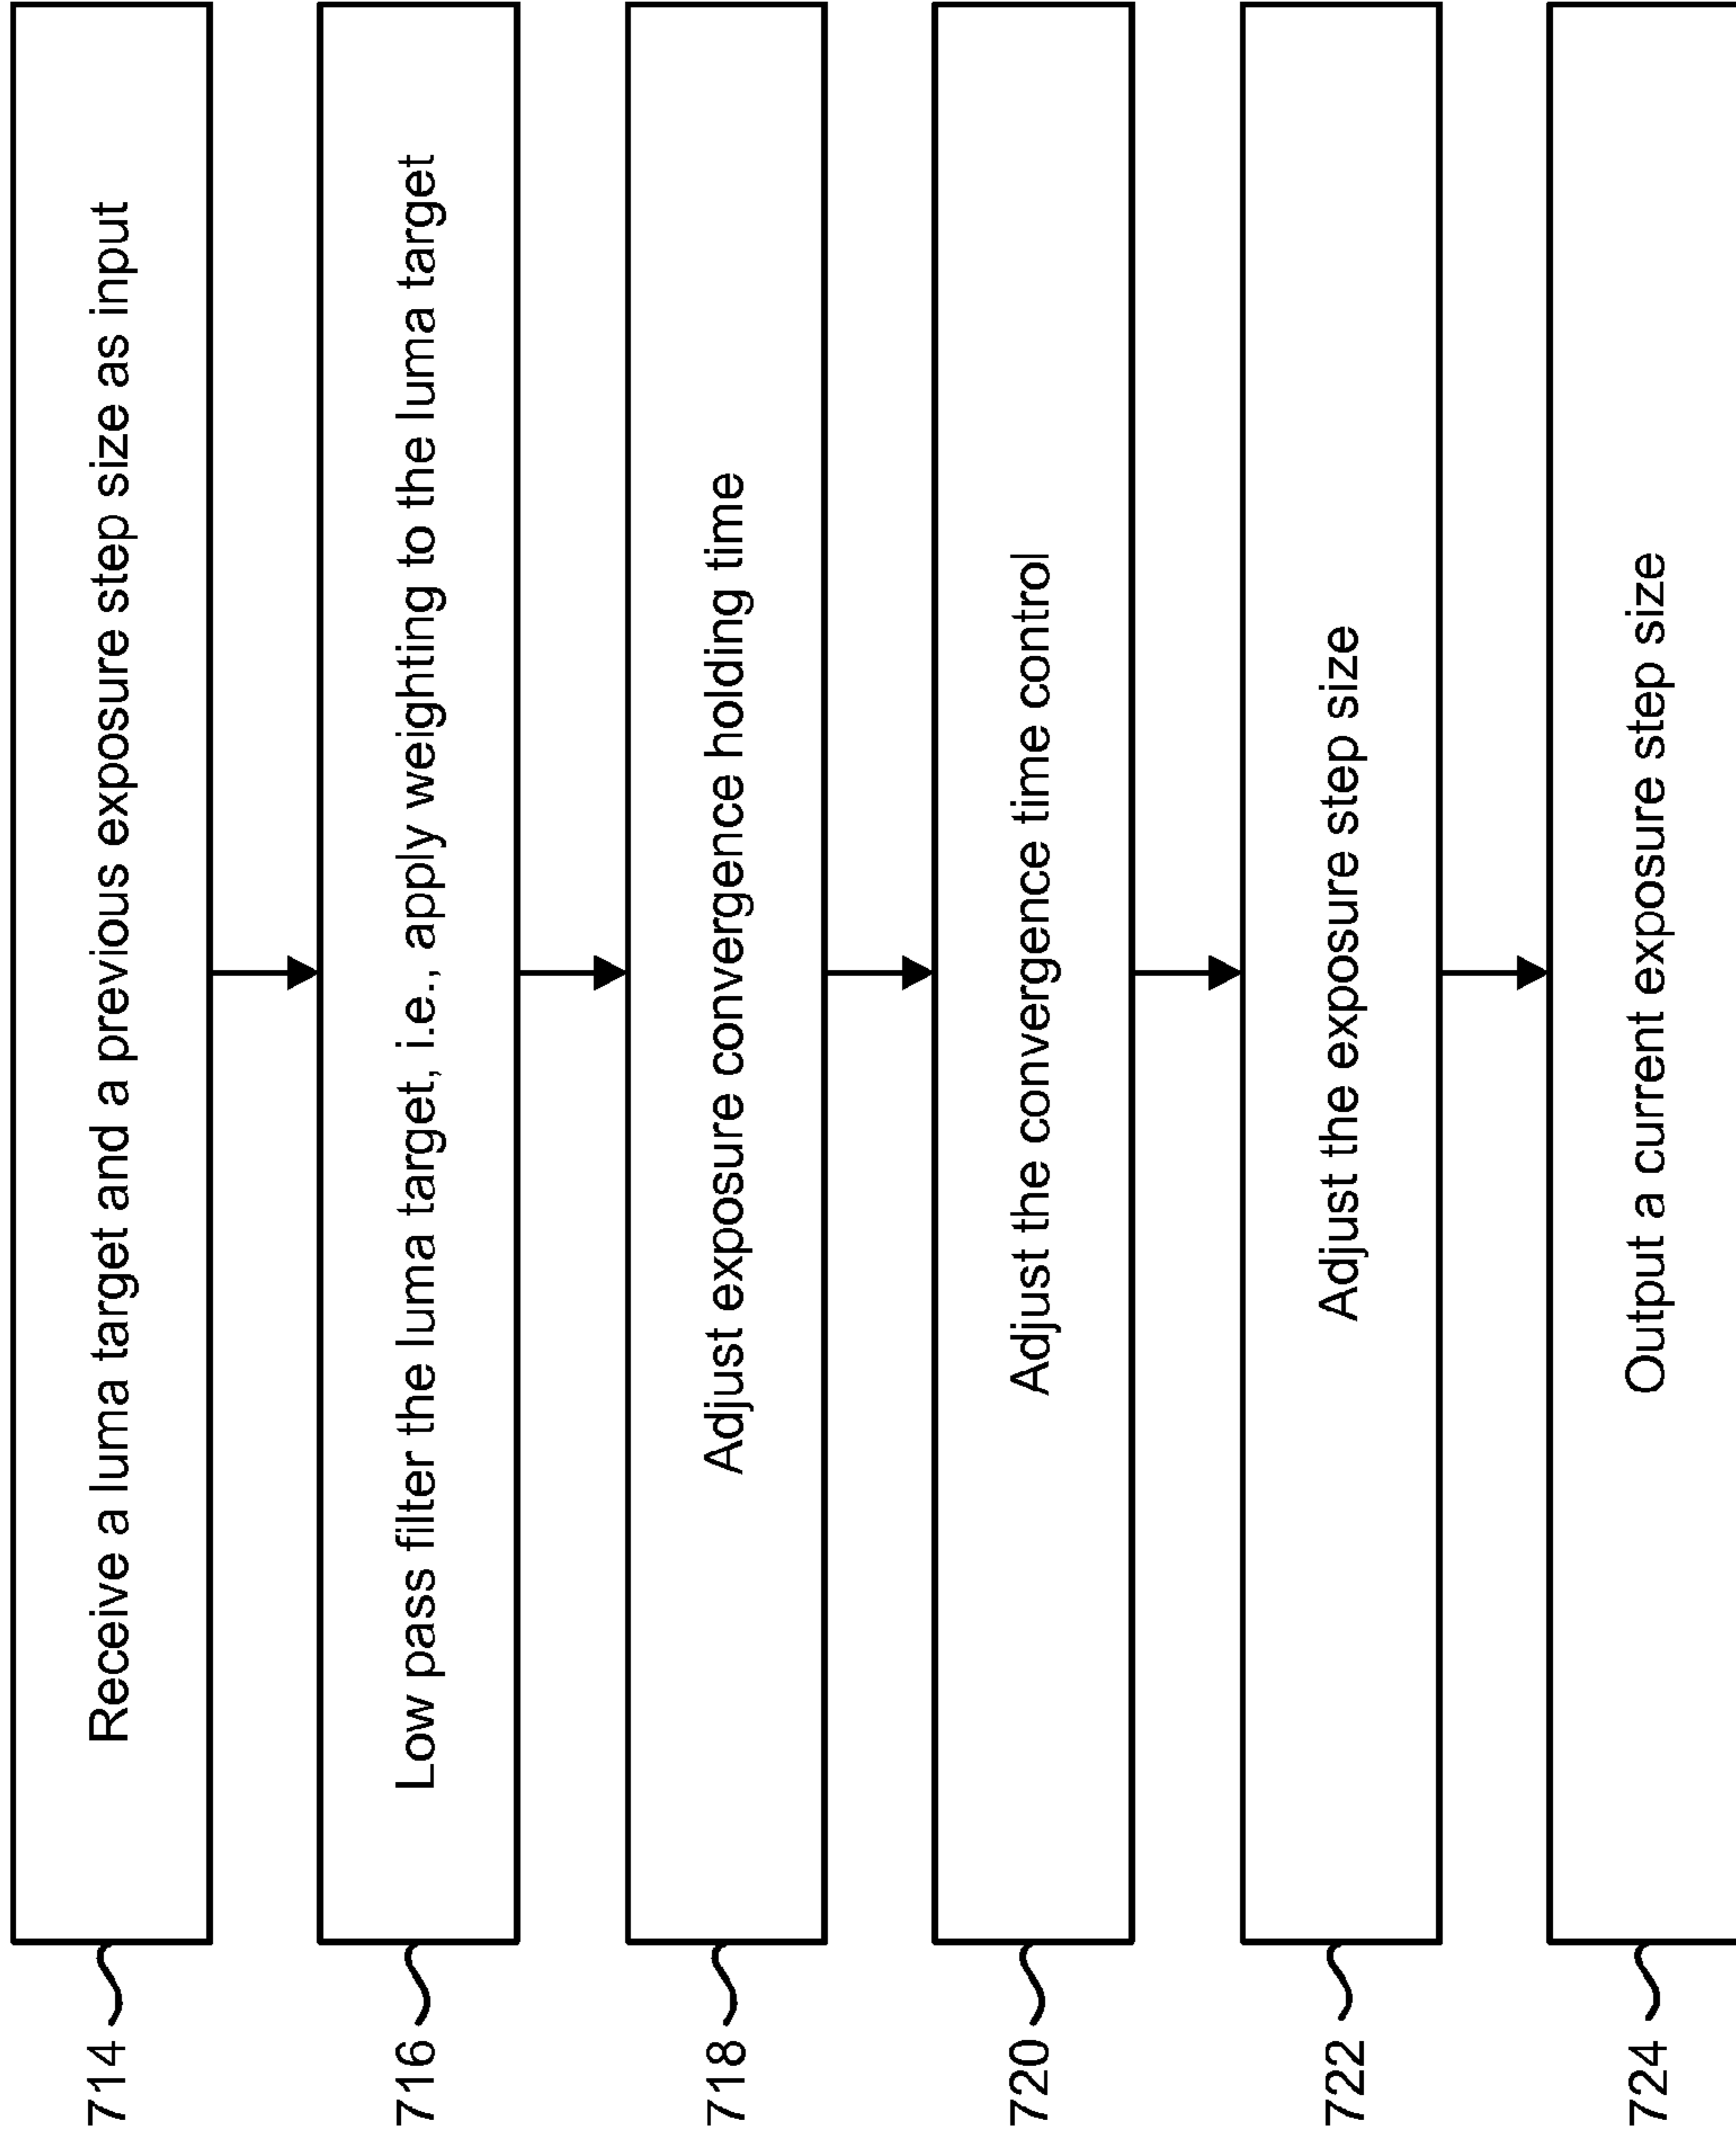 714
Receive a luma target and a previous exposure step size as input
716
Low pass filter the luma target, i.e., apply weighting to the luma target
718
Adjust exposure convergence holding time
720
Adjust the convergence time control
722
Adjust the exposure step size
724
Output a current exposure step size